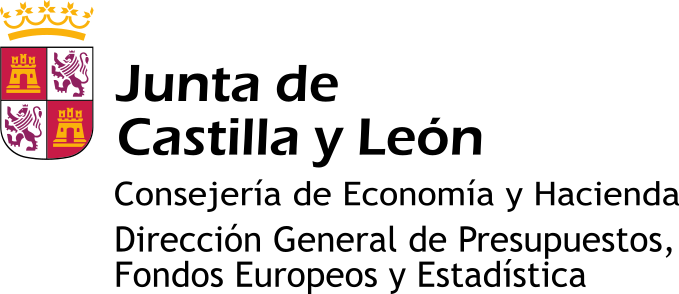 Junta de
Castilla y León
Consejería de Economía y Hacienda
Dirección General de Presupuestos,
Fondos Europeos y Estadística